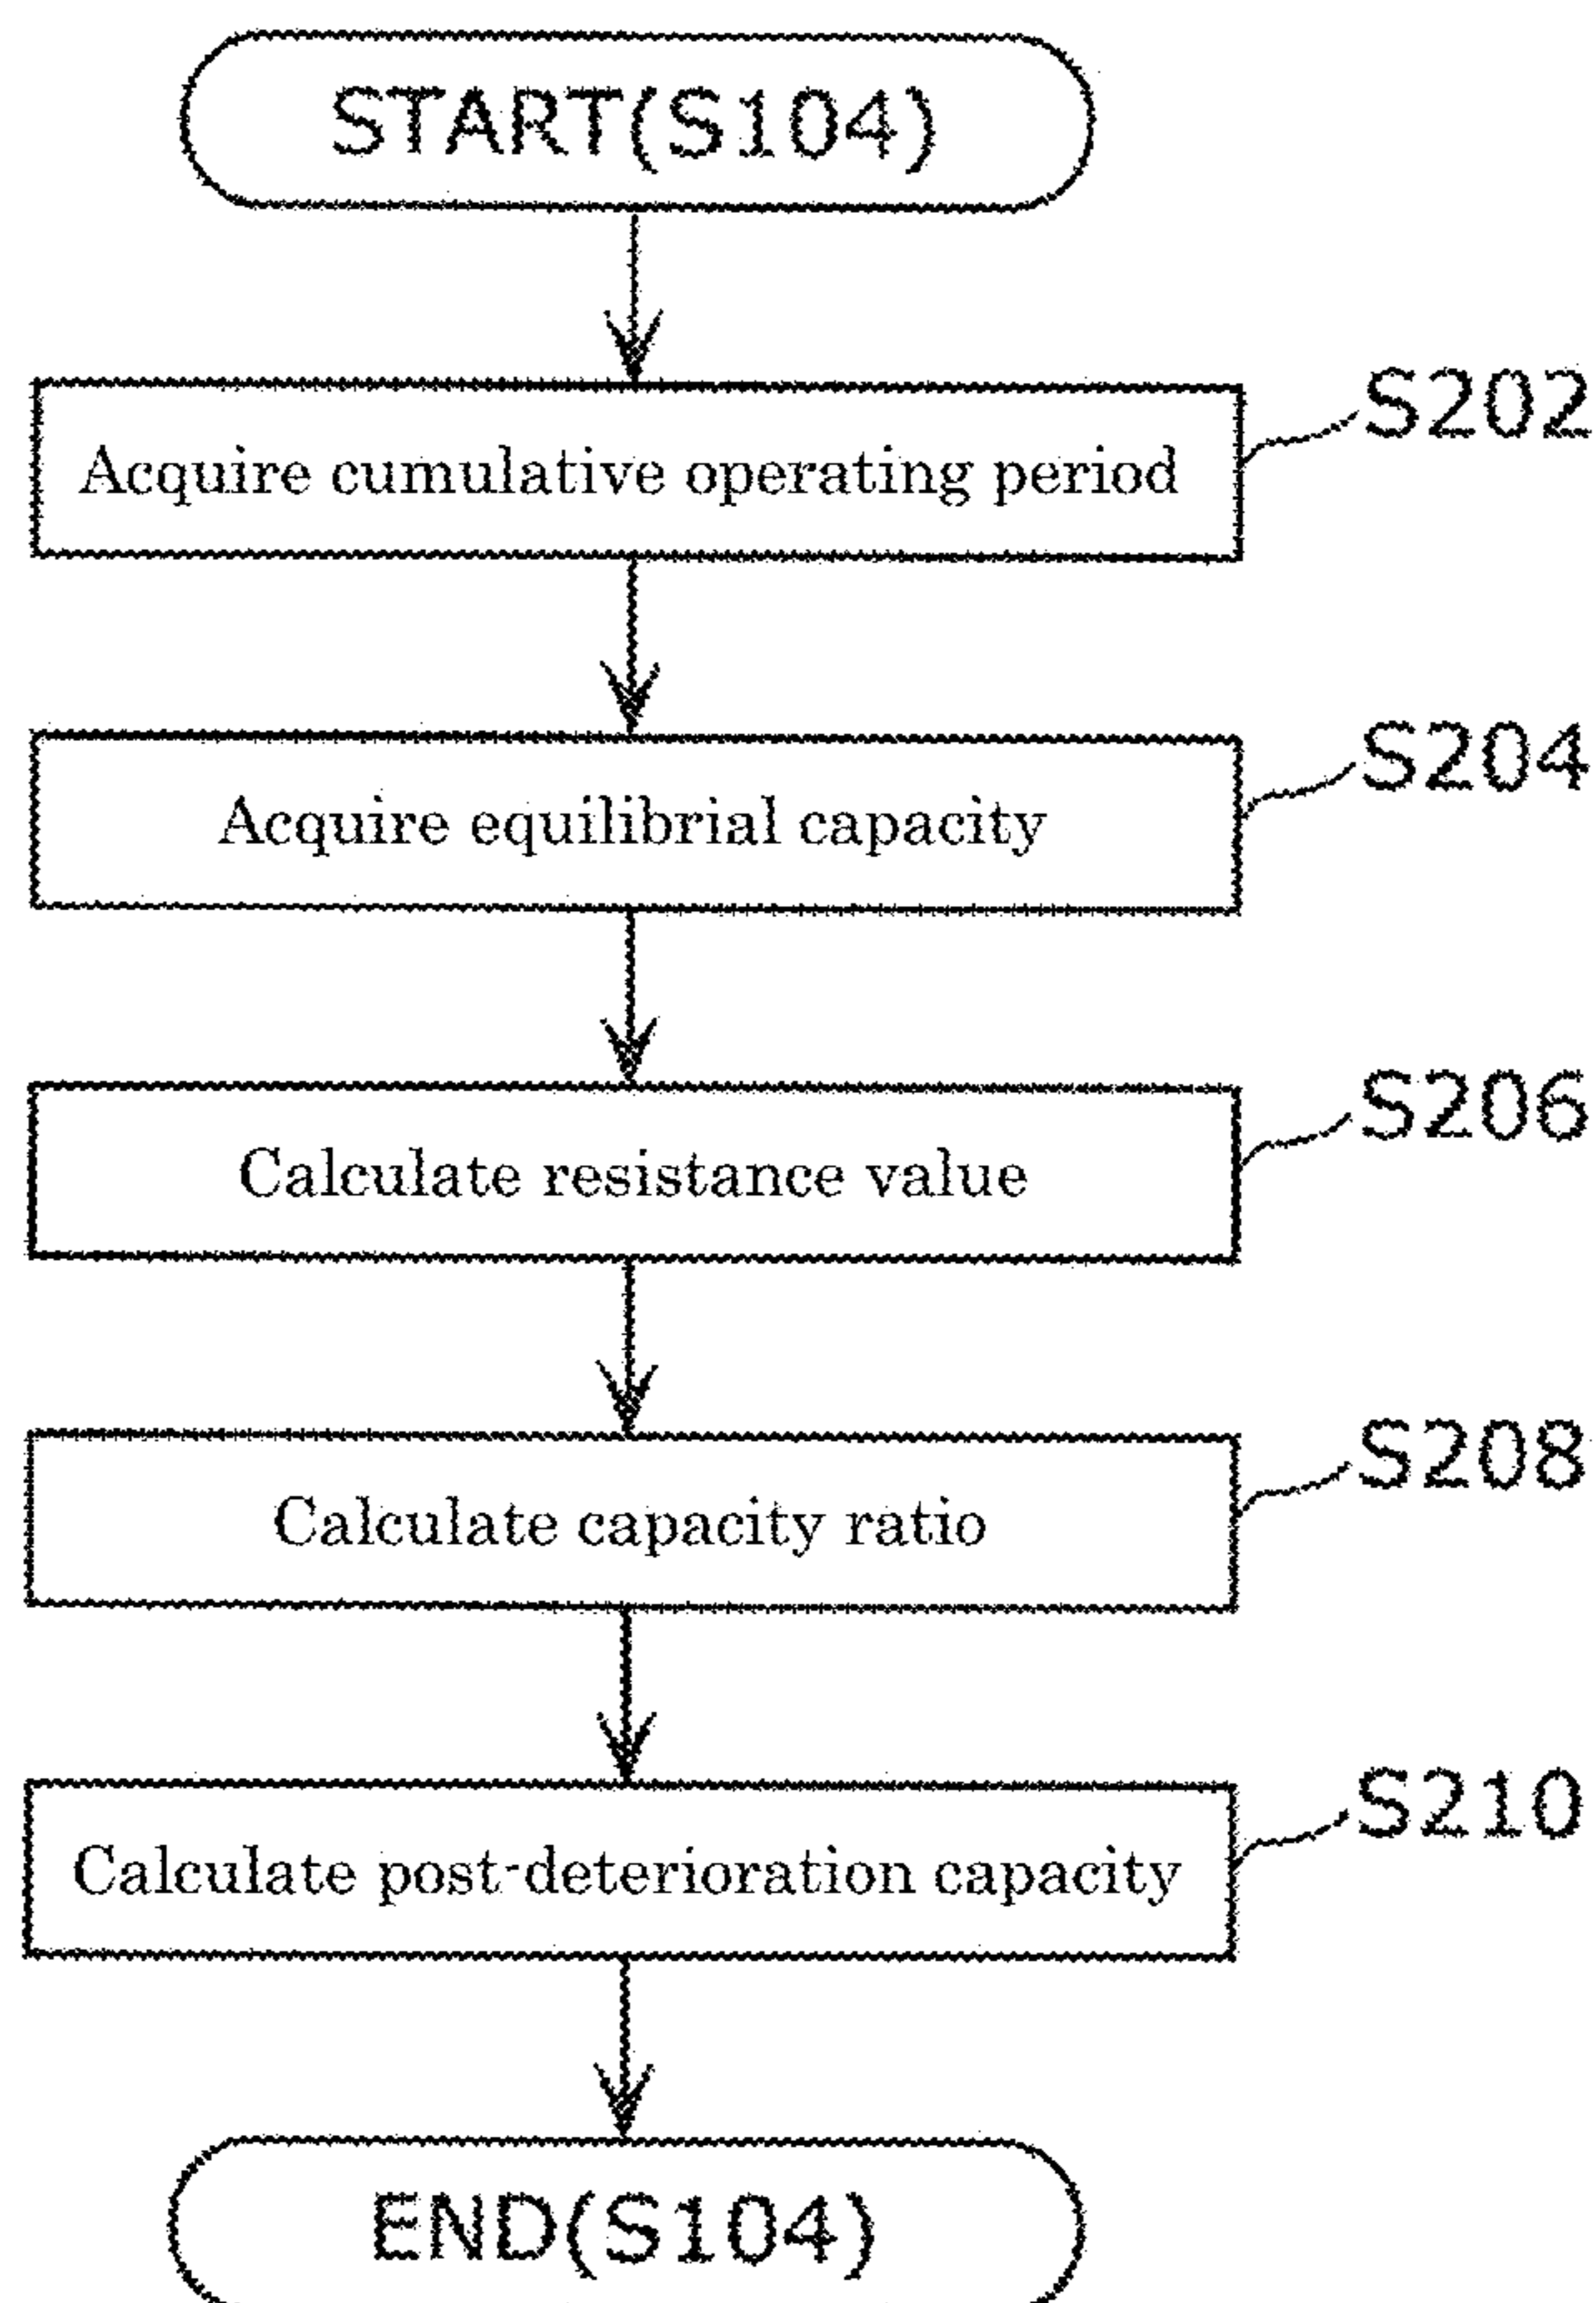 START(S104)
S202
Acquire cumulative operating period
S204
Acquire equilibrial capacity
S206
Calculate resistance value
S208
Calculate capacity ratio
S210
Calculate post-deterioration capacity
END(S104)